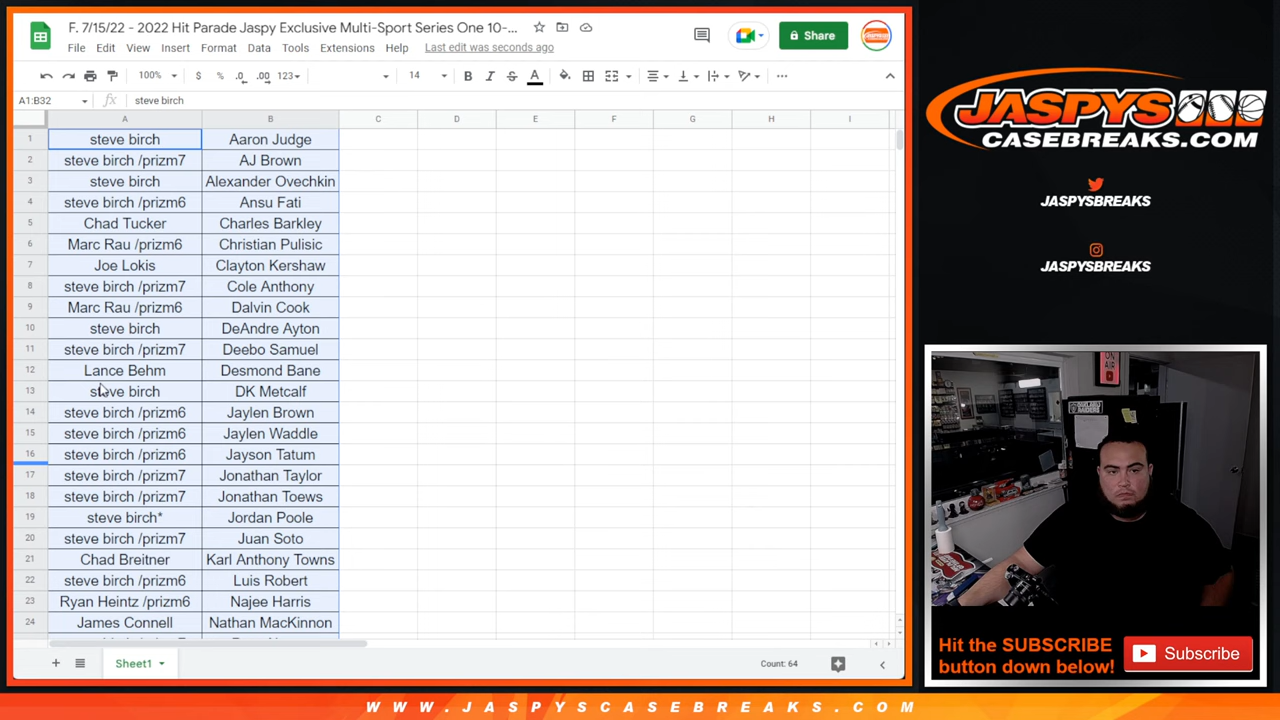 F. 7/15/22 - 2022 Hit Parade Jaspy Exclusive Multi-Sport Series One 10-...
File Edit View Insert Format Data Tools Extensions Help Last edit was seconds ago
Share
100% $ % .0 .00 123 14 B I S A
A1:B32 fx steve birch
A B C D E F G H I
1 steve birch Aaron Judge
2 steve birch /prizm7 AJ Brown
3 steve birch Alexander Ovechkin
4 steve birch /prizm6 Ansu Fati
5 Chad Tucker Charles Barkley
6 Marc Rau /prizm6 Christian Pulisic
7 Joe Lokis Clayton Kershaw
8 steve birch /prizm7 Cole Anthony
9 Marc Rau /prizm6 Dalvin Cook
10 steve birch DeAndre Ayton
11 steve birch /prizm7 Deebo Samuel
12 Lance Behm Desmond Bane
13 steve birch DK Metcalf
14 steve birch /prizm6 Jaylen Brown
15 steve birch /prizm6 Jaylen Waddle
16 steve birch /prizm6 Jayson Tatum
17 steve birch /prizm7 Jonathan Taylor
18 steve birch /prizm7 Jonathan Toews
19 steve birch* Jordan Poole
20 steve birch /prizm7 Juan Soto
21 Chad Breitner Karl Anthony Towns
22 steve birch /prizm6 Luis Robert
23 Ryan Heintz /prizm6 Najee Harris
24 James Connell Nathan MacKinnon
Sheet1
Count: 64
JASPYS
CASEBREAKS.COM
JASPYSBREAKS
JASPYSBREAKS
ON AIR
Hit the SUBSCRIBE
button down below!
Subscribe
WWW.JASPYSCASEBREAKS.COM